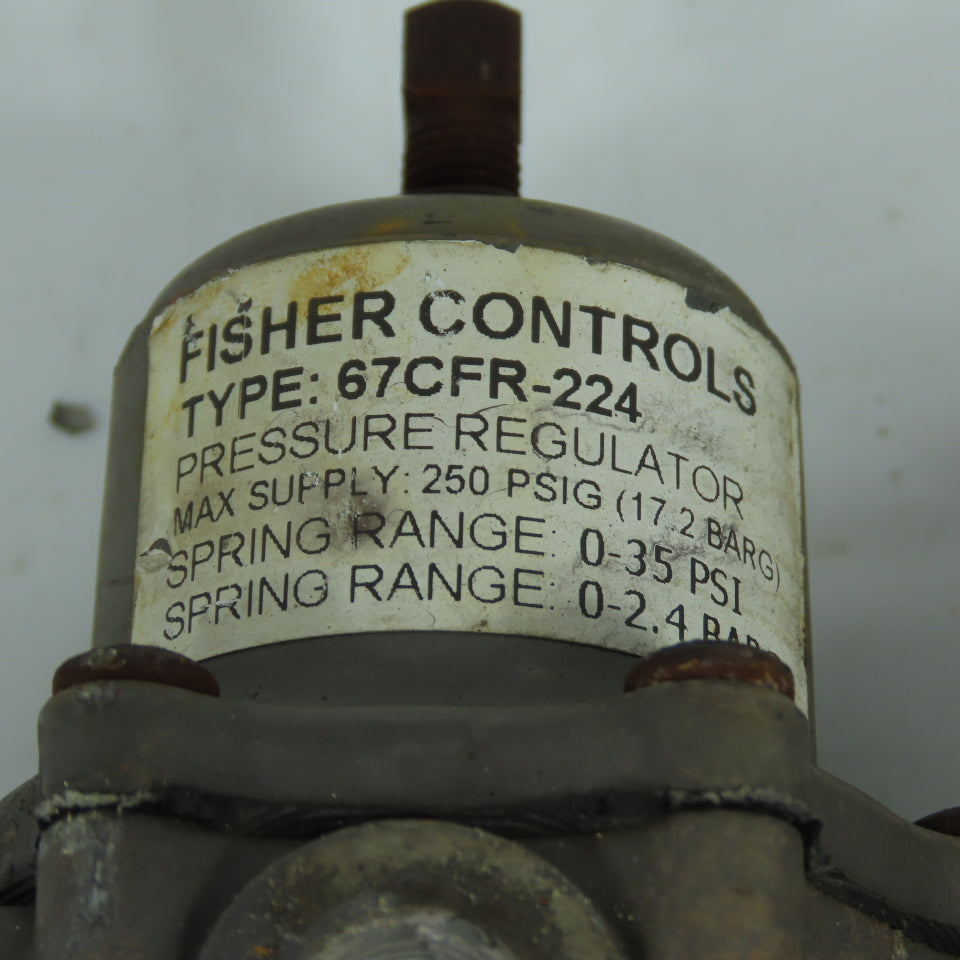 FISHER CONTROLS
TYPE: 67CFR-224
PRESSURE REGULATOR
MAX SUPPLY: 250 PSIG (17.2 BARG)
SPRING RANGE: 0-35 PSI
SPRING RANGE: 0-2.4 BAR